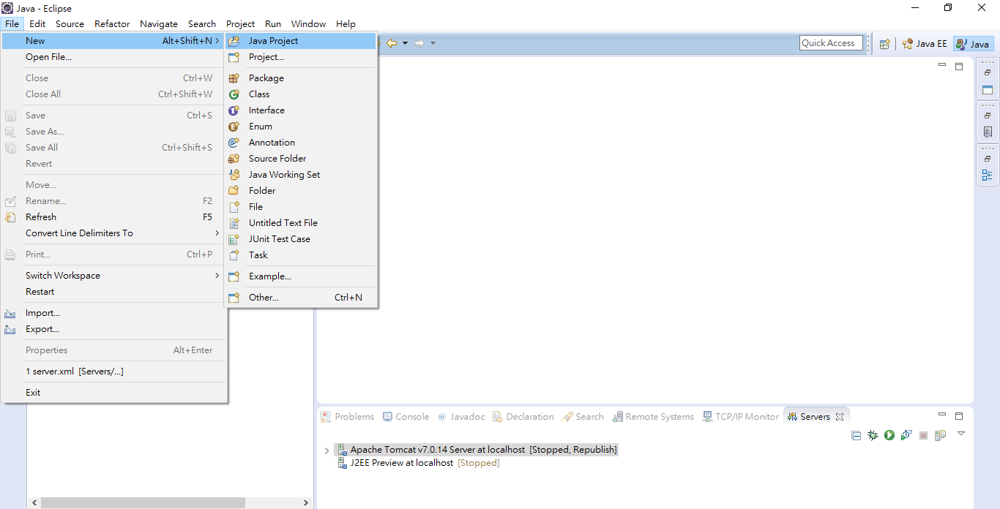 Java - Eclipse
File Edit Source Refactor Navigate Search Project Run Window Help
Quick Access Java EE Java
New Alt+Shift+N
Open File...
Close Ctrl+W
Close All Ctrl+Shift+W
Save Ctrl+S
Save As...
Save All Ctrl+Shift+S
Revert
Move...
Rename... F2
Refresh F5
Convert Line Delimiters To
Print... Ctrl+P
Switch Workspace
Restart
Import...
Export...
Properties Alt+Enter
1 server.xml [Servers/...]
Exit
Java Project
Project...
Package
Class
Interface
Enum
Annotation
Source Folder
Java Working Set
Folder
File
Untitled Text File
JUnit Test Case
Task
Example...
Other... Ctrl+N
Problems Console Javadoc Declaration Search Remote Systems TCP/IP Monitor Servers
Apache Tomcat v7.0.14 Server at localhost [Stopped, Republish]
J2EE Preview at localhost [Stopped]